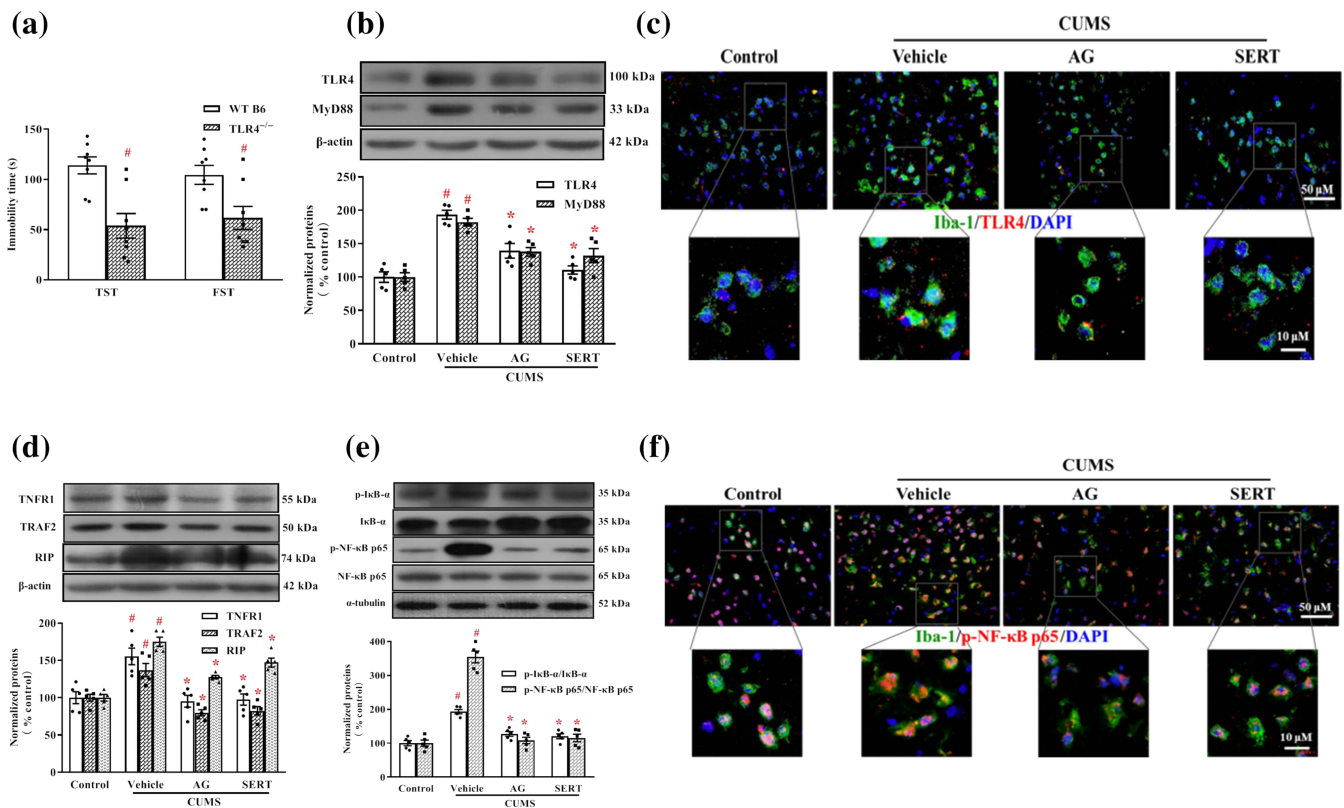 (a)
WT B6
TLR4⁻/⁻
Immobility time (s)
150
100
50
0
#
#
TST
FST
(b)
TLR4
100 kDa
MyD88
33 kDa
β-actin
42 kDa
Normalized proteins
( % control)
200
150
100
50
0
250
TLR4
MyD88
# #
* *
* *
Control
Vehicle
AG
SERT
CUMS
(c)
CUMS
Control
Vehicle
AG
SERT
50 μM
Iba-1/TLR4/DAPI
10 μM
(d)
TNFR1
55 kDa
TRAF2
50 kDa
RIP
74 kDa
β-actin
42 kDa
Normalized proteins
( % control)
200
150
100
50
0
TNFR1
TRAF2
RIP
# # #
* * *
* * *
Control
Vehicle
AG
SERT
CUMS
(e)
p-IκB-α
35 kDa
IκB-α
35 kDa
p-NF-κB p65
65 kDa
NF-κB p65
65 kDa
α-tubulin
52 kDa
Normalized proteins
( % control)
400
300
200
100
0
p-IκB-α/IκB-α
p-NF-κB p65/NF-κB p65
# #
* *
* *
Control
Vehicle
AG
SERT
CUMS
(f)
CUMS
Control
Vehicle
AG
SERT
50 μM
Iba-1/p-NF-κB p65/DAPI
10 μM